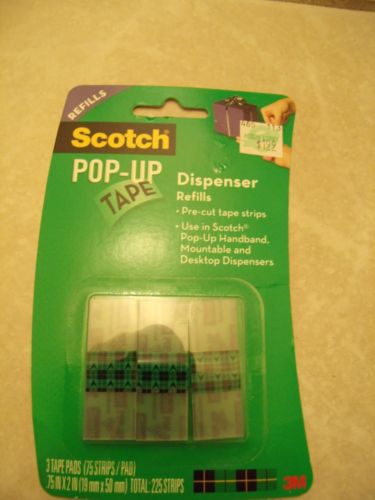 REFILLS
Scotch
POP-UP
TAPE
Dispenser
Refills
• Pre-cut tape strips
• Use in Scotch®
Pop-Up Handband,
Mountable and
Desktop Dispensers
3 TAPE PADS (75 STRIPS / PAD)
.75 IN X 2 IN (19 mm x 50 mm) TOTAL: 225 STRIPS
3M